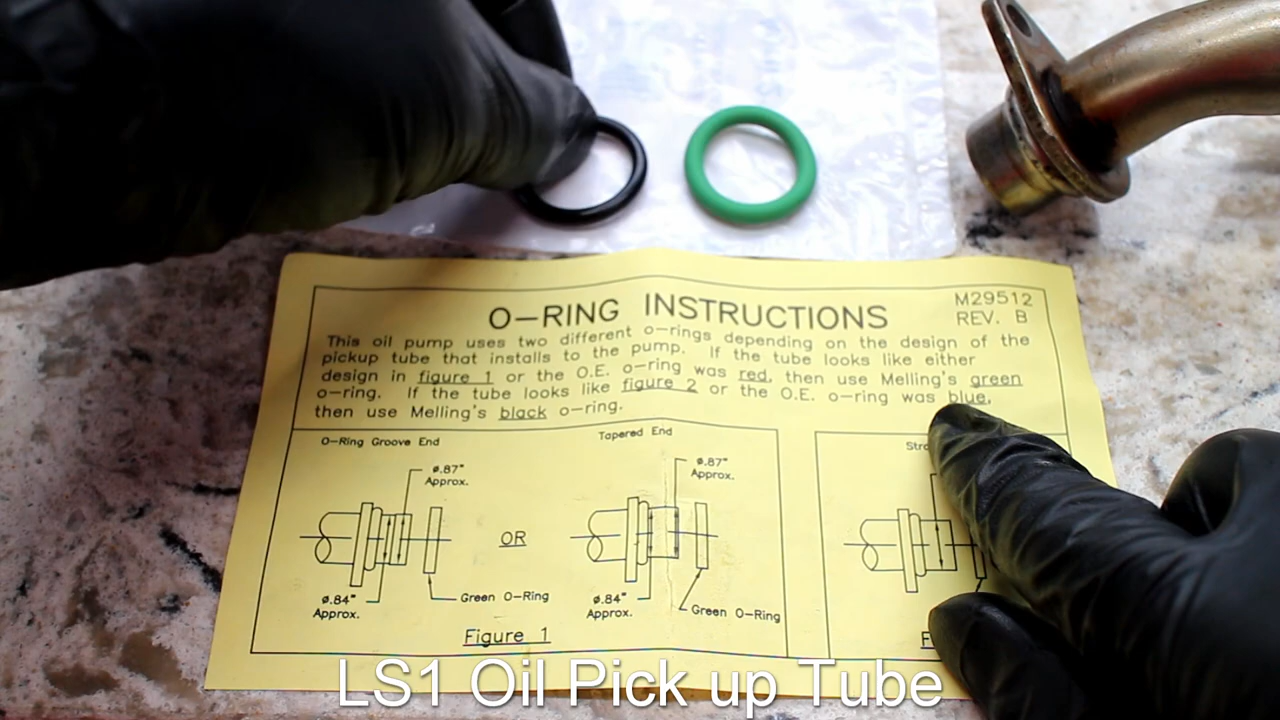 O-RING INSTRUCTIONS
M29512
REV. B
This oil pump uses two different o-rings depending on the design of the
pickup tube that installs to the pump. If the tube looks like either
design in figure 1 or the O.E. o-ring was red, then use Melling's green
o-ring. If the tube looks like figure 2 or the O.E. o-ring was blue,
then use Melling's black o-ring.
O-Ring Groove End
Tapered End
ø.87"
Approx.
ø.87"
Approx.
OR
ø.84"
Approx.
Green O-Ring
ø.84"
Approx.
Green O-Ring
Figure 1
LS1 Oil Pick up Tube